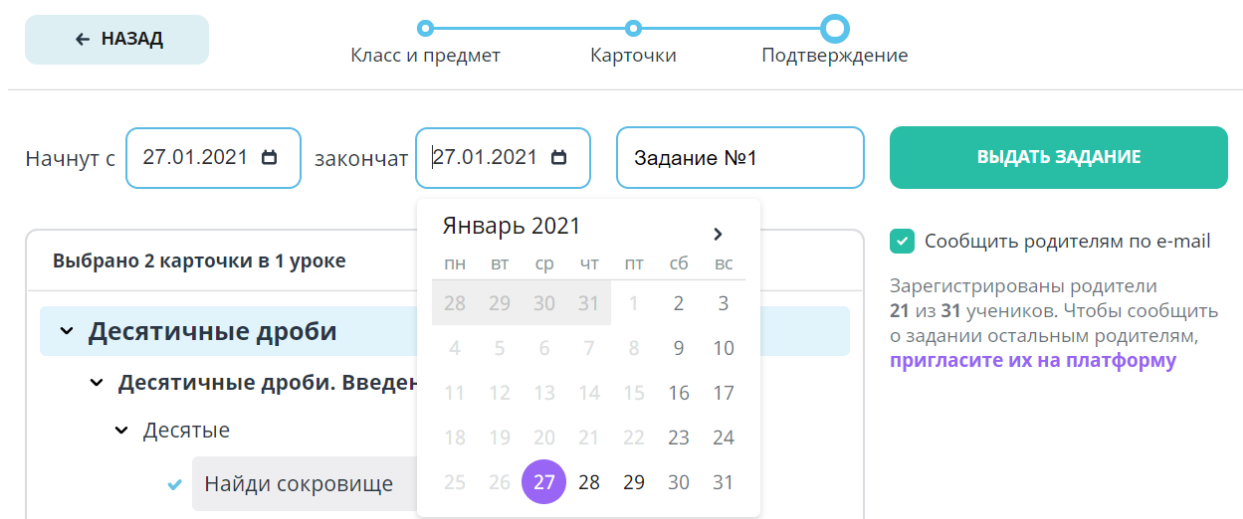 ← НАЗАД
Класс и предмет
Карточки
Подтверждение
Начнут с
27.01.2021
закончат
27.01.2021
Задание №1
ВЫДАТЬ ЗАДАНИЕ
Январь 2021
пн вт ср чт пт сб вс
28 29 30 31 1 2 3
4 5 6 7 8 9 10
11 12 13 14 15 16 17
18 19 20 21 22 23 24
25 26 27 28 29 30 31
Выбрано 2 карточки в 1 уроке
Десятичные дроби
Десятичные дроби. Введен
Десятые
Найди сокровище
Сообщить родителям по e-mail
Зарегистрированы родители
21 из 31 учеников. Чтобы сообщить
о задании остальным родителям,
пригласите их на платформу